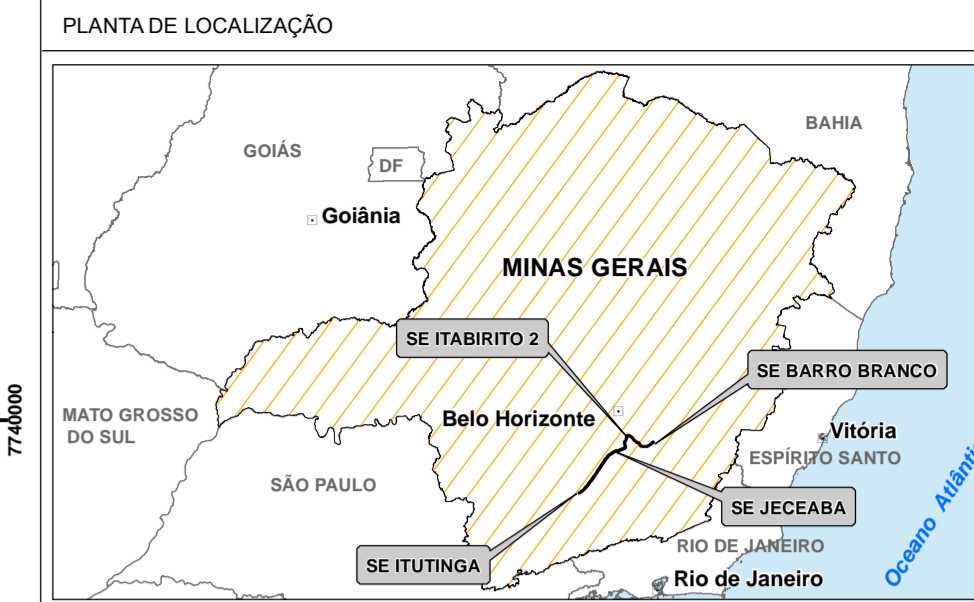 PLANTA DE LOCALIZAÇÃO
BAHIA
GOIÁS
DF
Goiânia
MINAS GERAIS
SE ITABIRITO 2
SE BARRO BRANCO
7740000
MATO GROSSO
DO SUL
Belo Horizonte
Vitória
ESPÍRITO SANTO
SÃO PAULO
SE JECEABA
Oceano
RIO DE JANEIRO
SE ITUTINGA
Rio de Janeiro